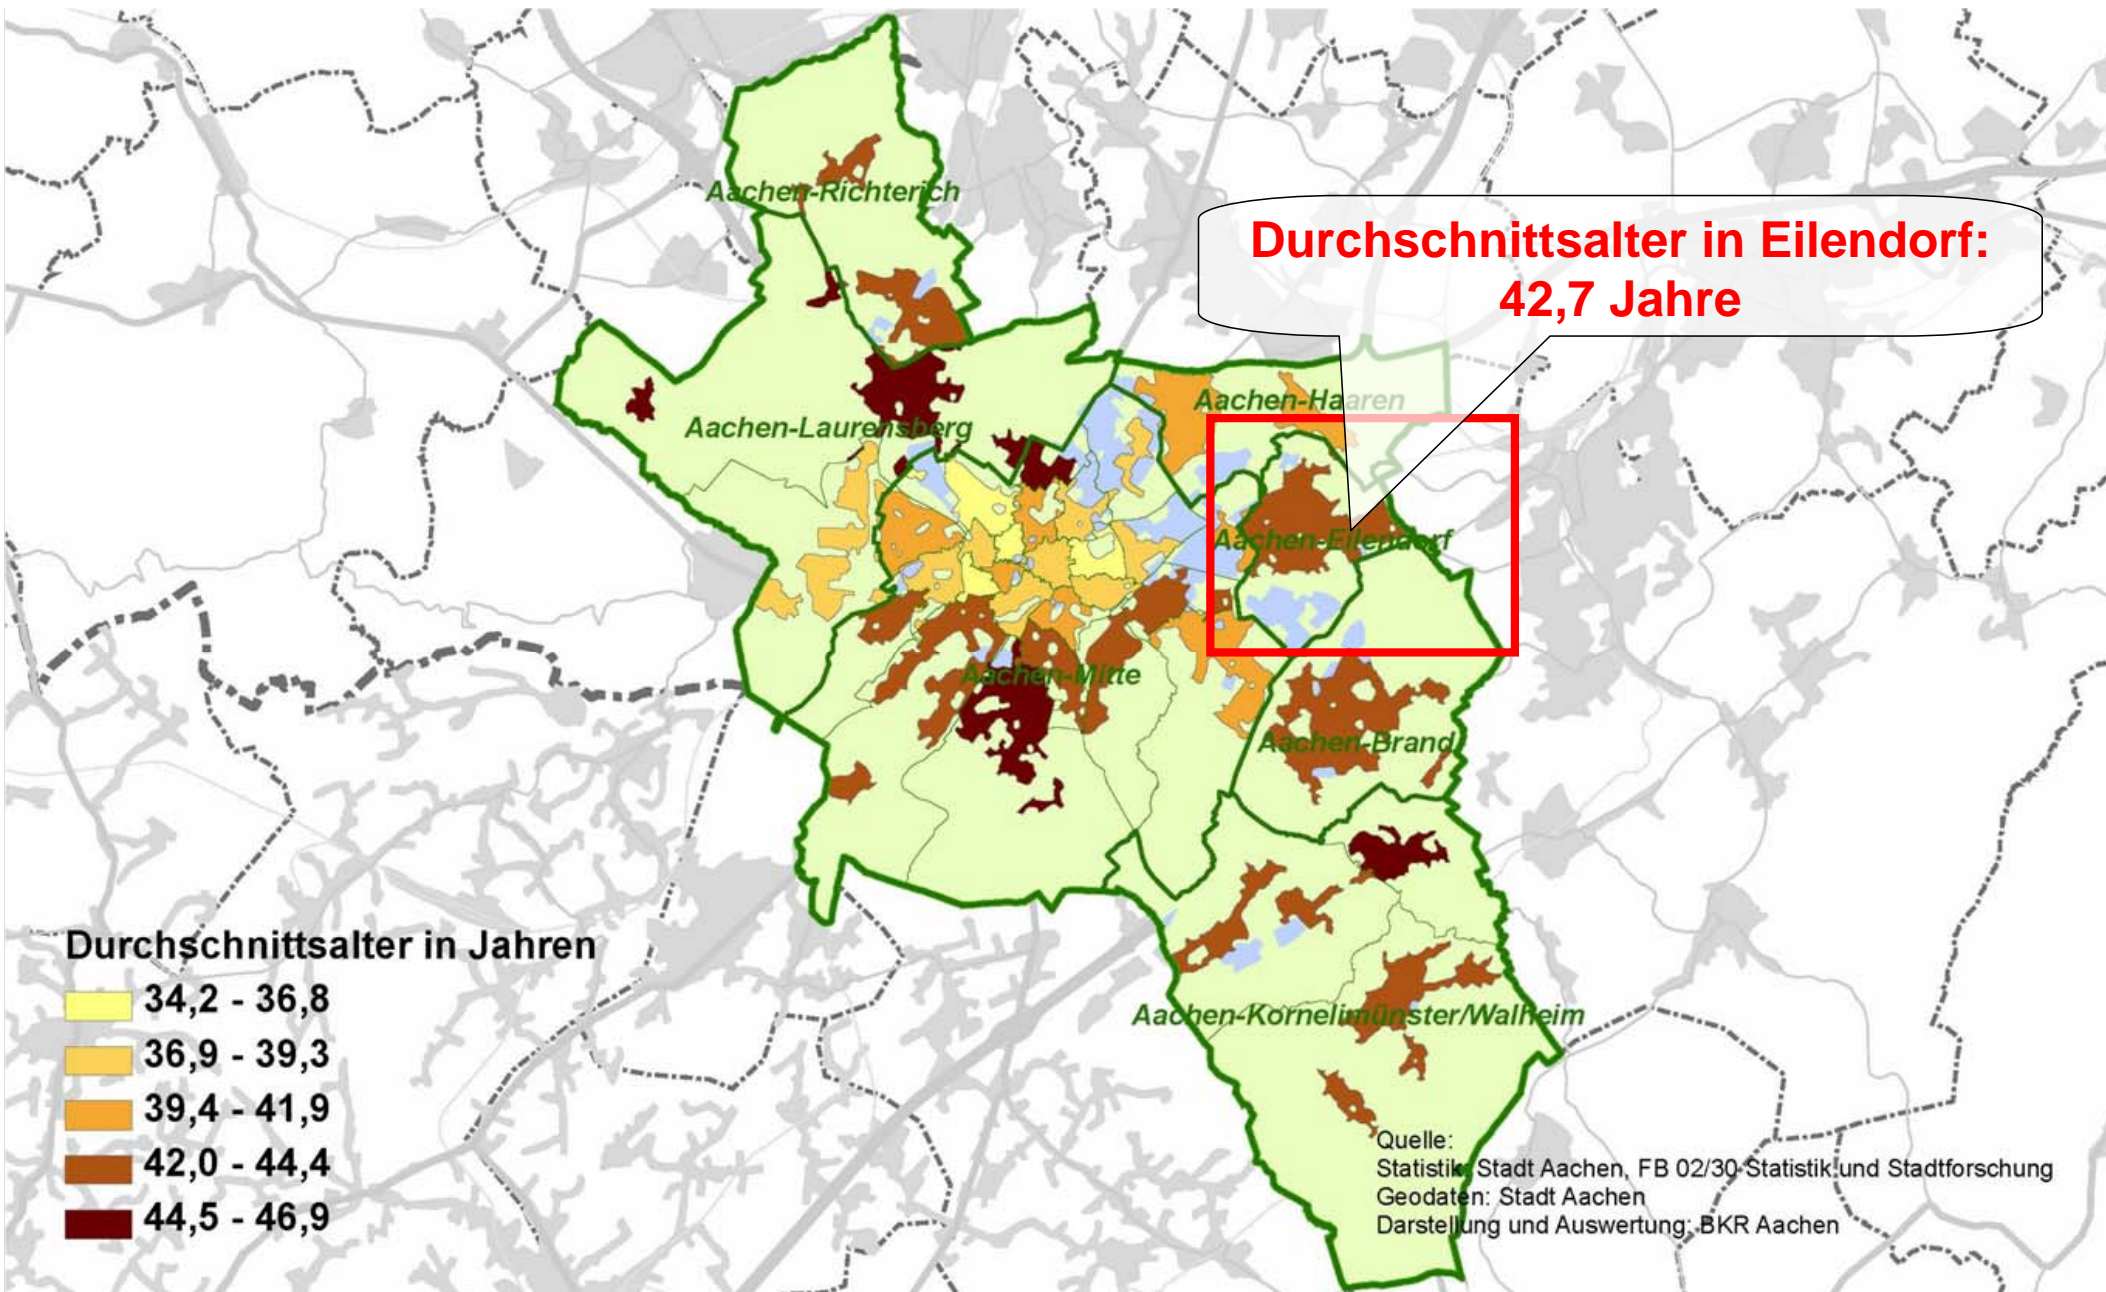 Aachen-Richterich
Durchschnittsalter in Eilendorf:
42,7 Jahre
Aachen-Haaren
Aachen-Laurensberg
Aachen-Eilendorf
Aachen-Mitte
Aachen-Brand
Aachen-Kornelimünster/Walheim
Durchschnittsalter in Jahren
34,2 - 36,8
36,9 - 39,3
39,4 - 41,9
42,0 - 44,4
44,5 - 46,9
Quelle:
Statistik: Stadt Aachen, FB 02/30 Statistik und Stadtforschung
Geodaten: Stadt Aachen
Darstellung und Auswertung: BKR Aachen